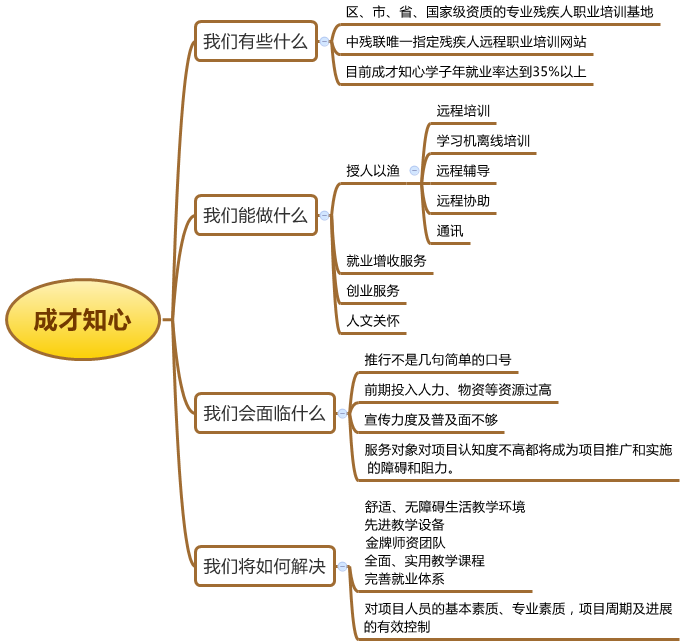 成才知心
我们有些什么
区、市、省、国家级资质的专业残疾人职业培训基地
中残联唯一指定残疾人远程职业培训网站
目前成才知心学子年就业率达到35%以上
我们能做什么
授人以渔
远程培训
学习机离线培训
远程辅导
远程协助
通讯
就业增收服务
创业服务
人文关怀
我们会面临什么
推行不是几句简单的口号
前期投入人力、物资等资源过高
宣传力度及普及面不够
服务对象对项目认知度不高都将成为项目推广和实施
的障碍和阻力。
我们将如何解决
舒适、无障碍生活教学环境
先进教学设备
金牌师资团队
全面、实用教学课程
完善就业体系
对项目人员的基本素质、专业素质，项目周期及进展
的有效控制